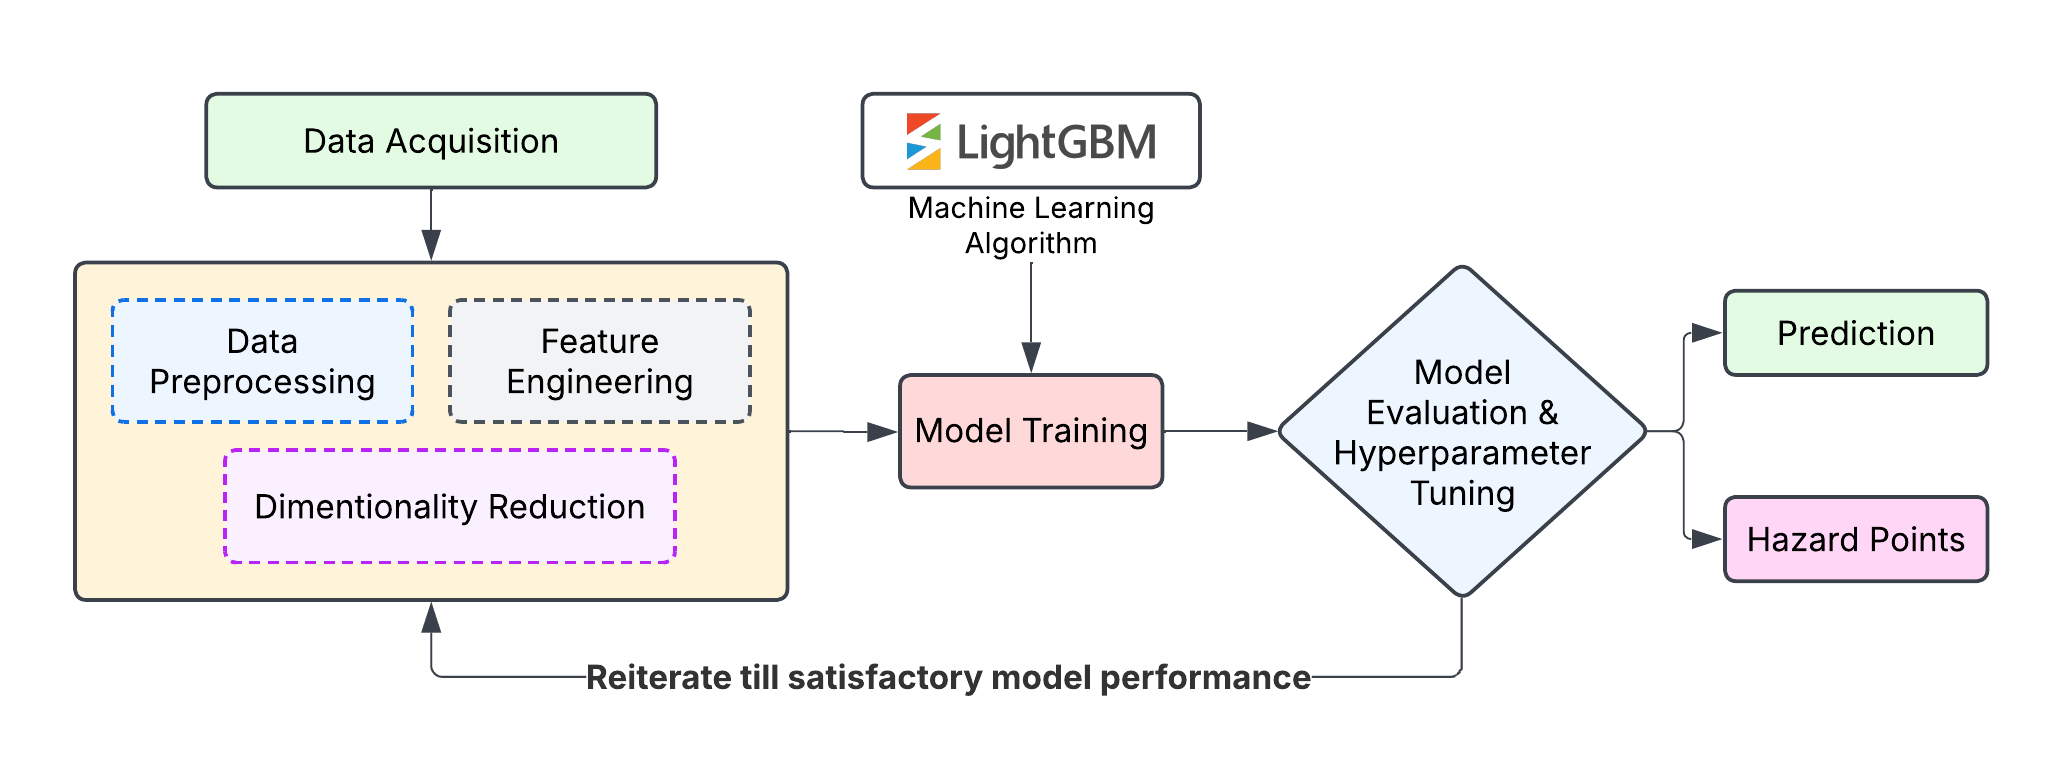 Data Acquisition
LightGBM
Machine Learning
Algorithm
Data
Preprocessing
Feature
Engineering
Dimentionality Reduction
Model Training
Model
Evaluation &
Hyperparameter
Tuning
Prediction
Hazard Points
Reiterate till satisfactory model performance